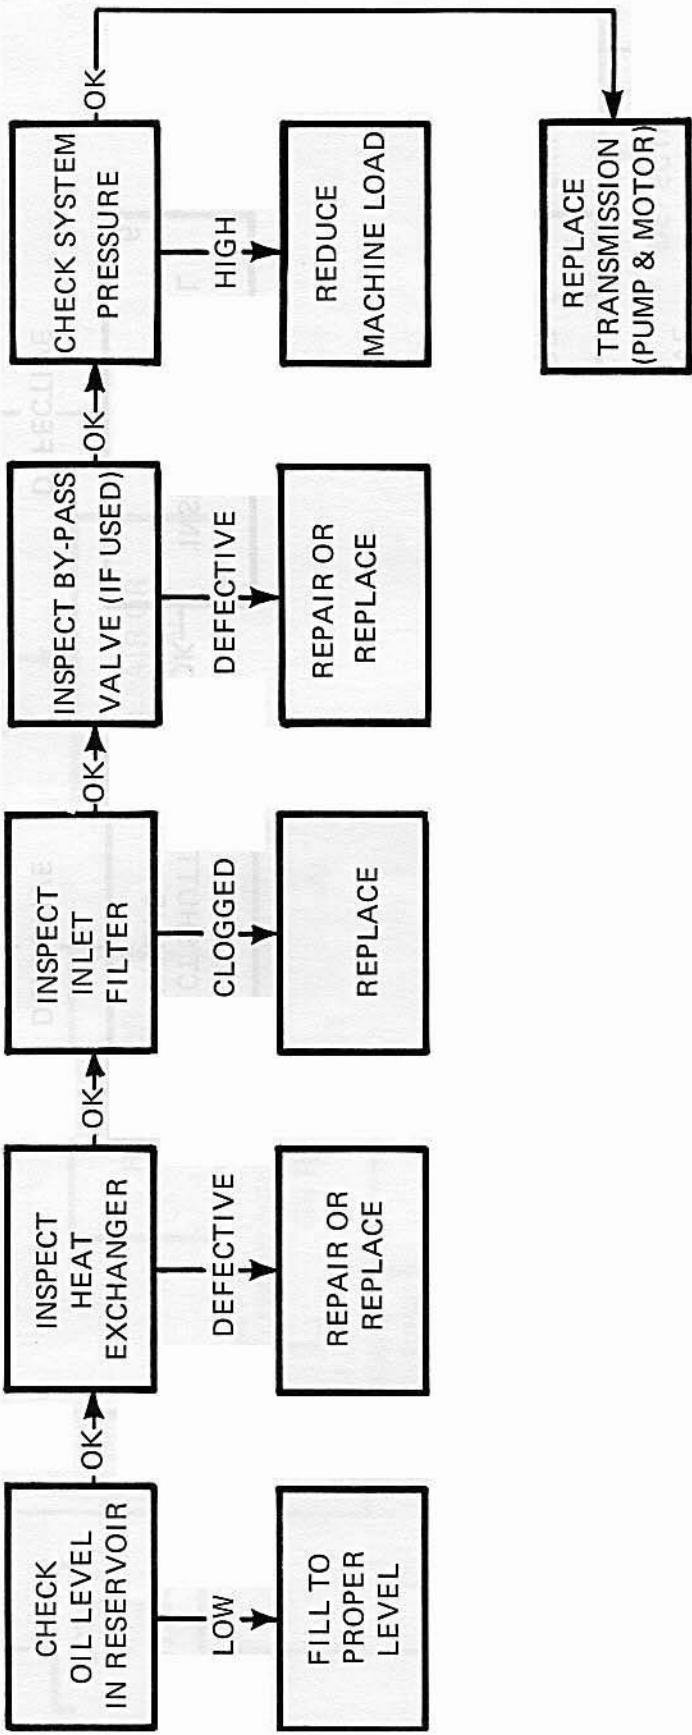 CHECK
OIL LEVEL
IN RESERVOIR
OK
INSPECT
HEAT
EXCHANGER
OK
INSPECT
INLET
FILTER
OK
INSPECT BY-PASS
VALVE (IF USED)
OK
CHECK SYSTEM
PRESSURE
OK
LOW
DEFECTIVE
CLOGGED
DEFECTIVE
HIGH
FILL TO
PROPER
LEVEL
REPAIR OR
REPLACE
REPLACE
REPAIR OR
REPLACE
REDUCE
MACHINE LOAD
REPLACE
TRANSMISSION
(PUMP & MOTOR)